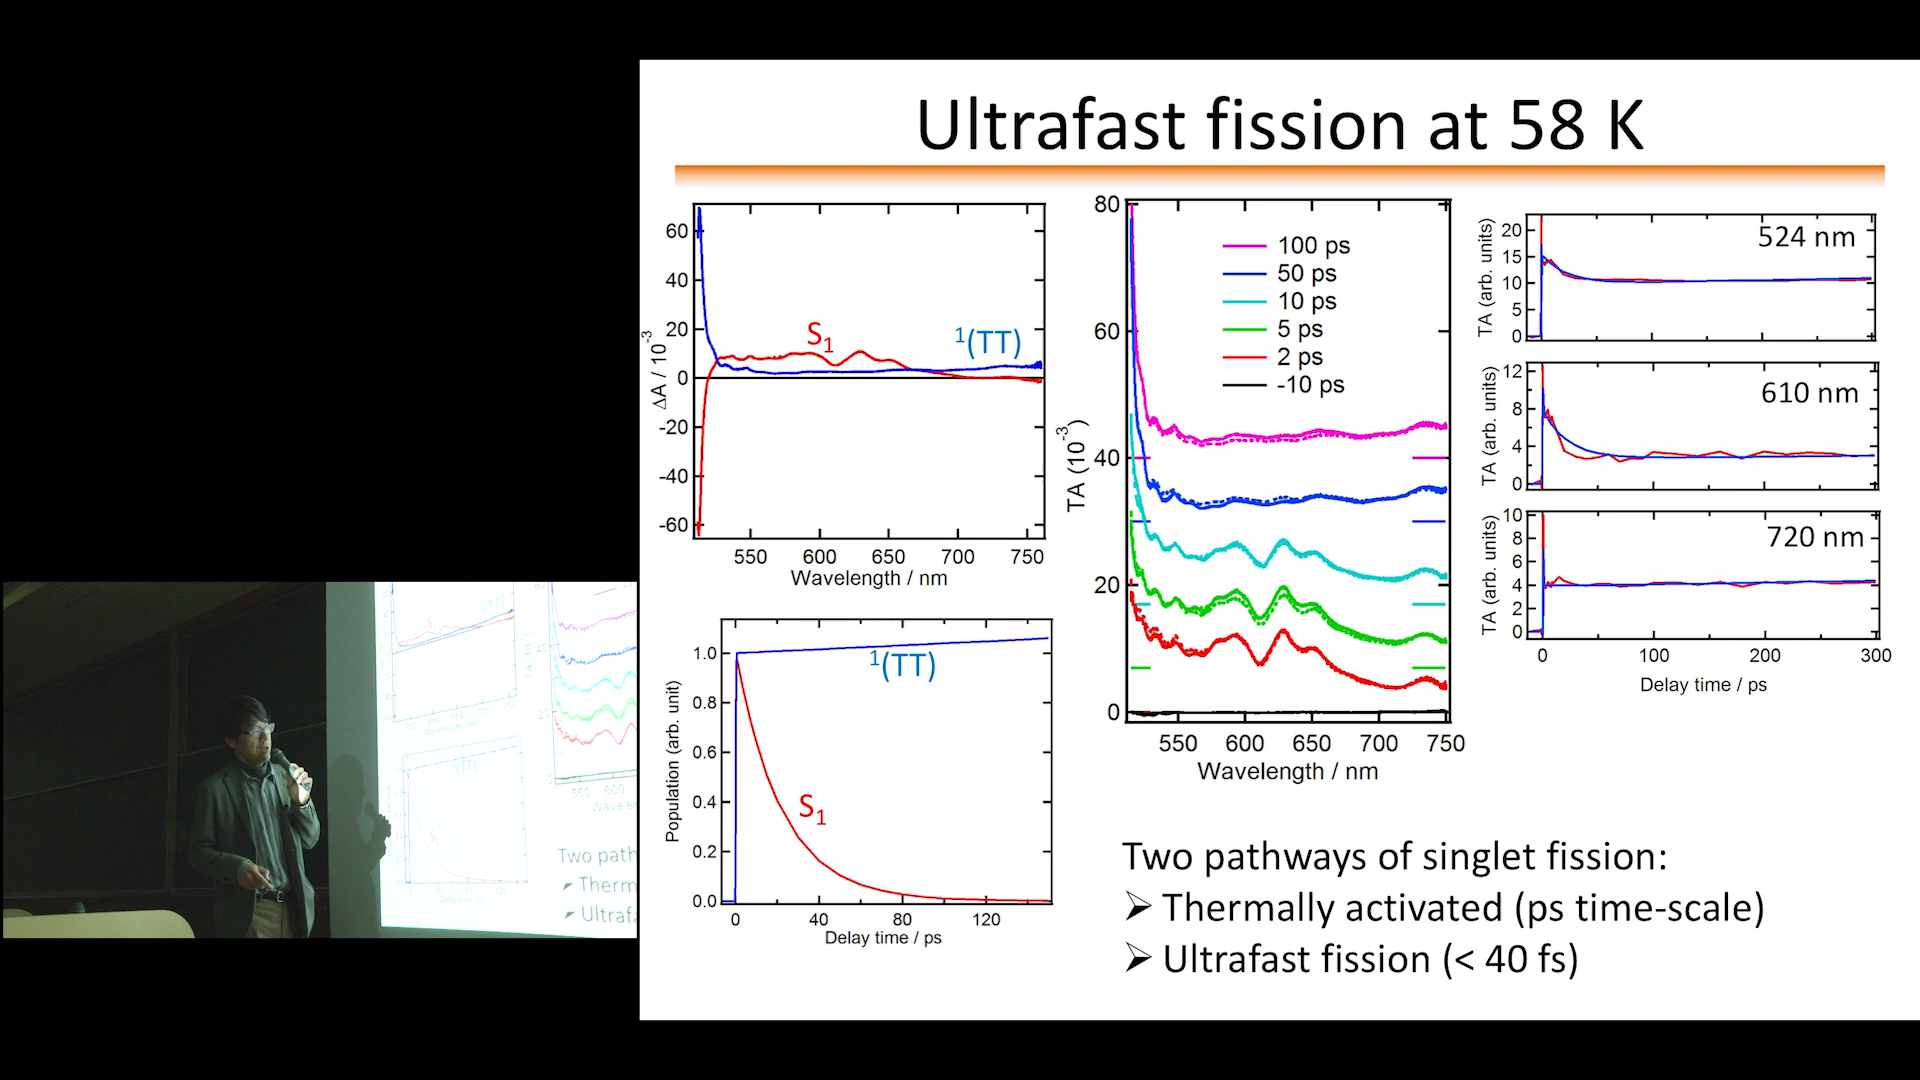 Ultrafast fission at 58 K
60
40
20
0
-20
-40
-60
ΔA / 10-3
S1
1(TT)
550 600 650 700 750
Wavelength / nm
80
60
40
20
0
TA (10-3)
100 ps
50 ps
10 ps
5 ps
2 ps
-10 ps
550 600 650 700 750
Wavelength / nm
20
15
10
5
0
TA (arb. units)
524 nm
12
8
4
0
TA (arb. units)
610 nm
10
8
6
4
2
0
TA (arb. units)
720 nm
0 100 200 300
Delay time / ps
1.0
0.8
0.6
0.4
0.2
0.0
Population (arb. unit)
1(TT)
S1
0 40 80 120
Delay time / ps
Two pathways of singlet fission:
➢ Thermally activated (ps time-scale)
➢ Ultrafast fission (< 40 fs)
Two path
Therm
Ultrafa